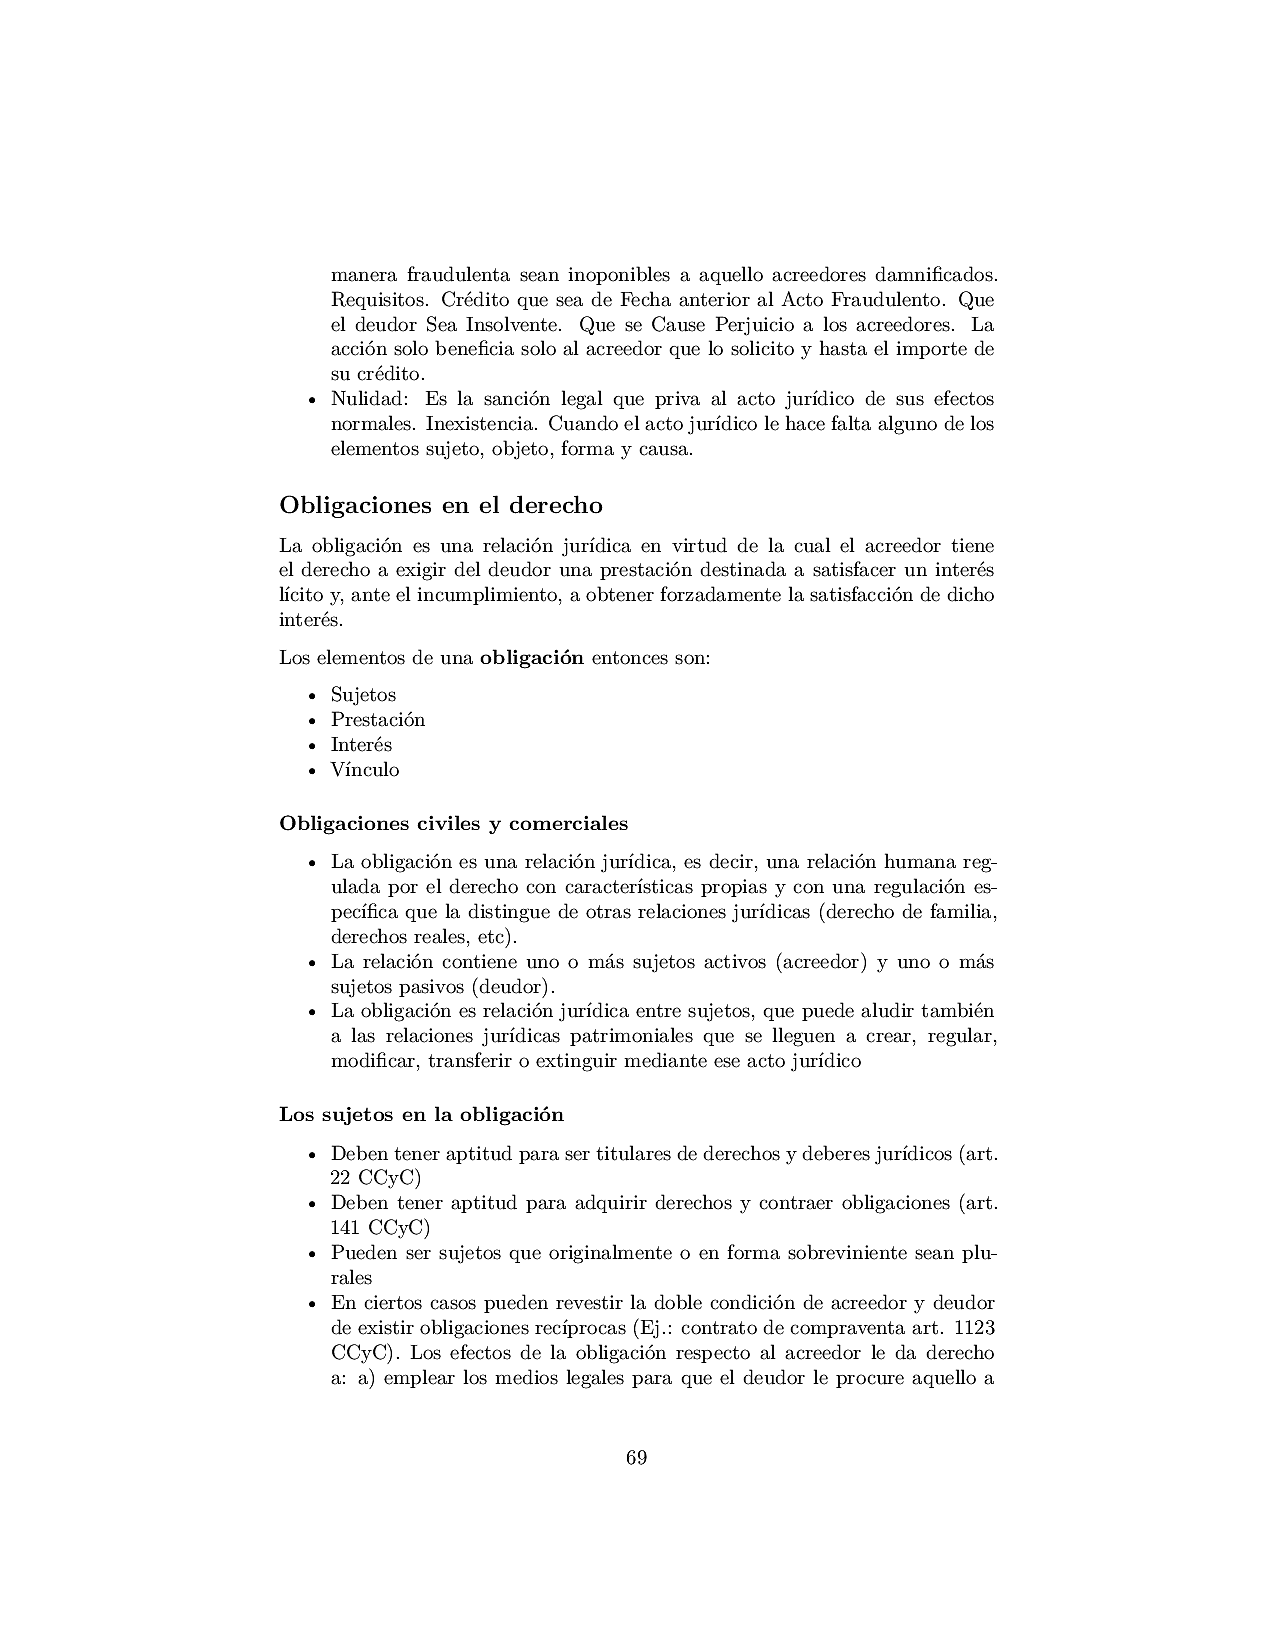 manera fraudulenta sean inoponibles a aquello acreedores damnificados.
Requisitos. Crédito que sea de Fecha anterior al Acto Fraudulento. Que
el deudor Sea Insolvente. Que se Cause Perjuicio a los acreedores. La
acción solo beneficia solo al acreedor que lo solicito y hasta el importe de
su crédito.
• Nulidad: Es la sanción legal que priva al acto jurídico de sus efectos
normales. Inexistencia. Cuando el acto jurídico le hace falta alguno de los
elementos sujeto, objeto, forma y causa.
Obligaciones en el derecho
La obligación es una relación jurídica en virtud de la cual el acreedor tiene
el derecho a exigir del deudor una prestación destinada a satisfacer un interés
lícito y, ante el incumplimiento, a obtener forzadamente la satisfacción de dicho
interés.
Los elementos de una obligación entonces son:
• Sujetos
• Prestación
• Interés
• Vínculo
Obligaciones civiles y comerciales
• La obligación es una relación jurídica, es decir, una relación humana reg-
ulada por el derecho con características propias y con una regulación es-
pecífica que la distingue de otras relaciones jurídicas (derecho de familia,
derechos reales, etc).
• La relación contiene uno o más sujetos activos (acreedor) y uno o más
sujetos pasivos (deudor).
• La obligación es relación jurídica entre sujetos, que puede aludir también
a las relaciones jurídicas patrimoniales que se lleguen a crear, regular,
modificar, transferir o extinguir mediante ese acto jurídico
Los sujetos en la obligación
• Deben tener aptitud para ser titulares de derechos y deberes jurídicos (art.
22 CCyC)
• Deben tener aptitud para adquirir derechos y contraer obligaciones (art.
141 CCyC)
• Pueden ser sujetos que originalmente o en forma sobreviniente sean plu-
rales
• En ciertos casos pueden revestir la doble condición de acreedor y deudor
de existir obligaciones recíprocas (Ej.: contrato de compraventa art. 1123
CCyC). Los efectos de la obligación respecto al acreedor le da derecho
a: a) emplear los medios legales para que el deudor le procure aquello a
69